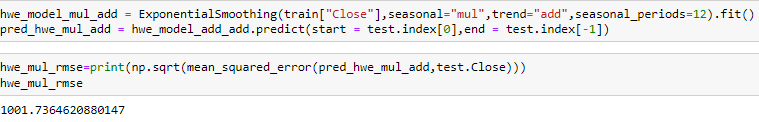 hwe_model_mul_add = ExponentialSmoothing(train["Close"],seasonal="mul",trend="add",seasonal_periods=12).fit()
pred_hwe_mul_add = hwe_model_add_add.predict(start = test.index[0],end = test.index[-1])
hwe_mul_rmse=print(np.sqrt(mean_squared_error(pred_hwe_mul_add,test.Close)))
hwe_mul_rmse
1001.7364620880147